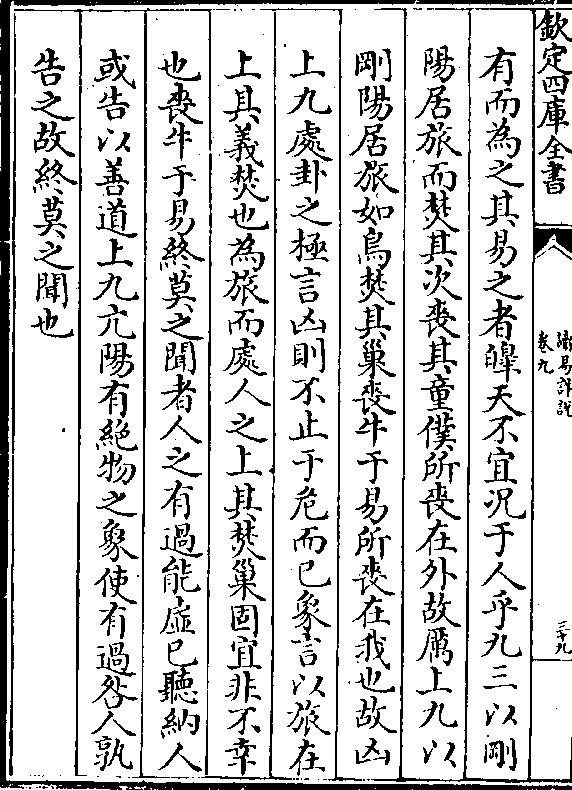 欽定四庫全書
讀易詳說
卷九
三十九
有而為之其易之者皡天不宜况于人乎九三以剛
陽居旅而焚其次喪其童僕所喪在外故厲上九以
剛陽居旅如鳥焚其巢喪牛于易所喪在我也故凶
上九處卦之極言凶則不止于危而已象言以旅在
上其義焚也為旅而處人之上其焚巢固宜非不幸
也喪牛于易終莫之聞者人之有過能虛已聽納人
或告以善道上九亢陽有絶物之象使有過咎人孰
告之故終莫之聞也